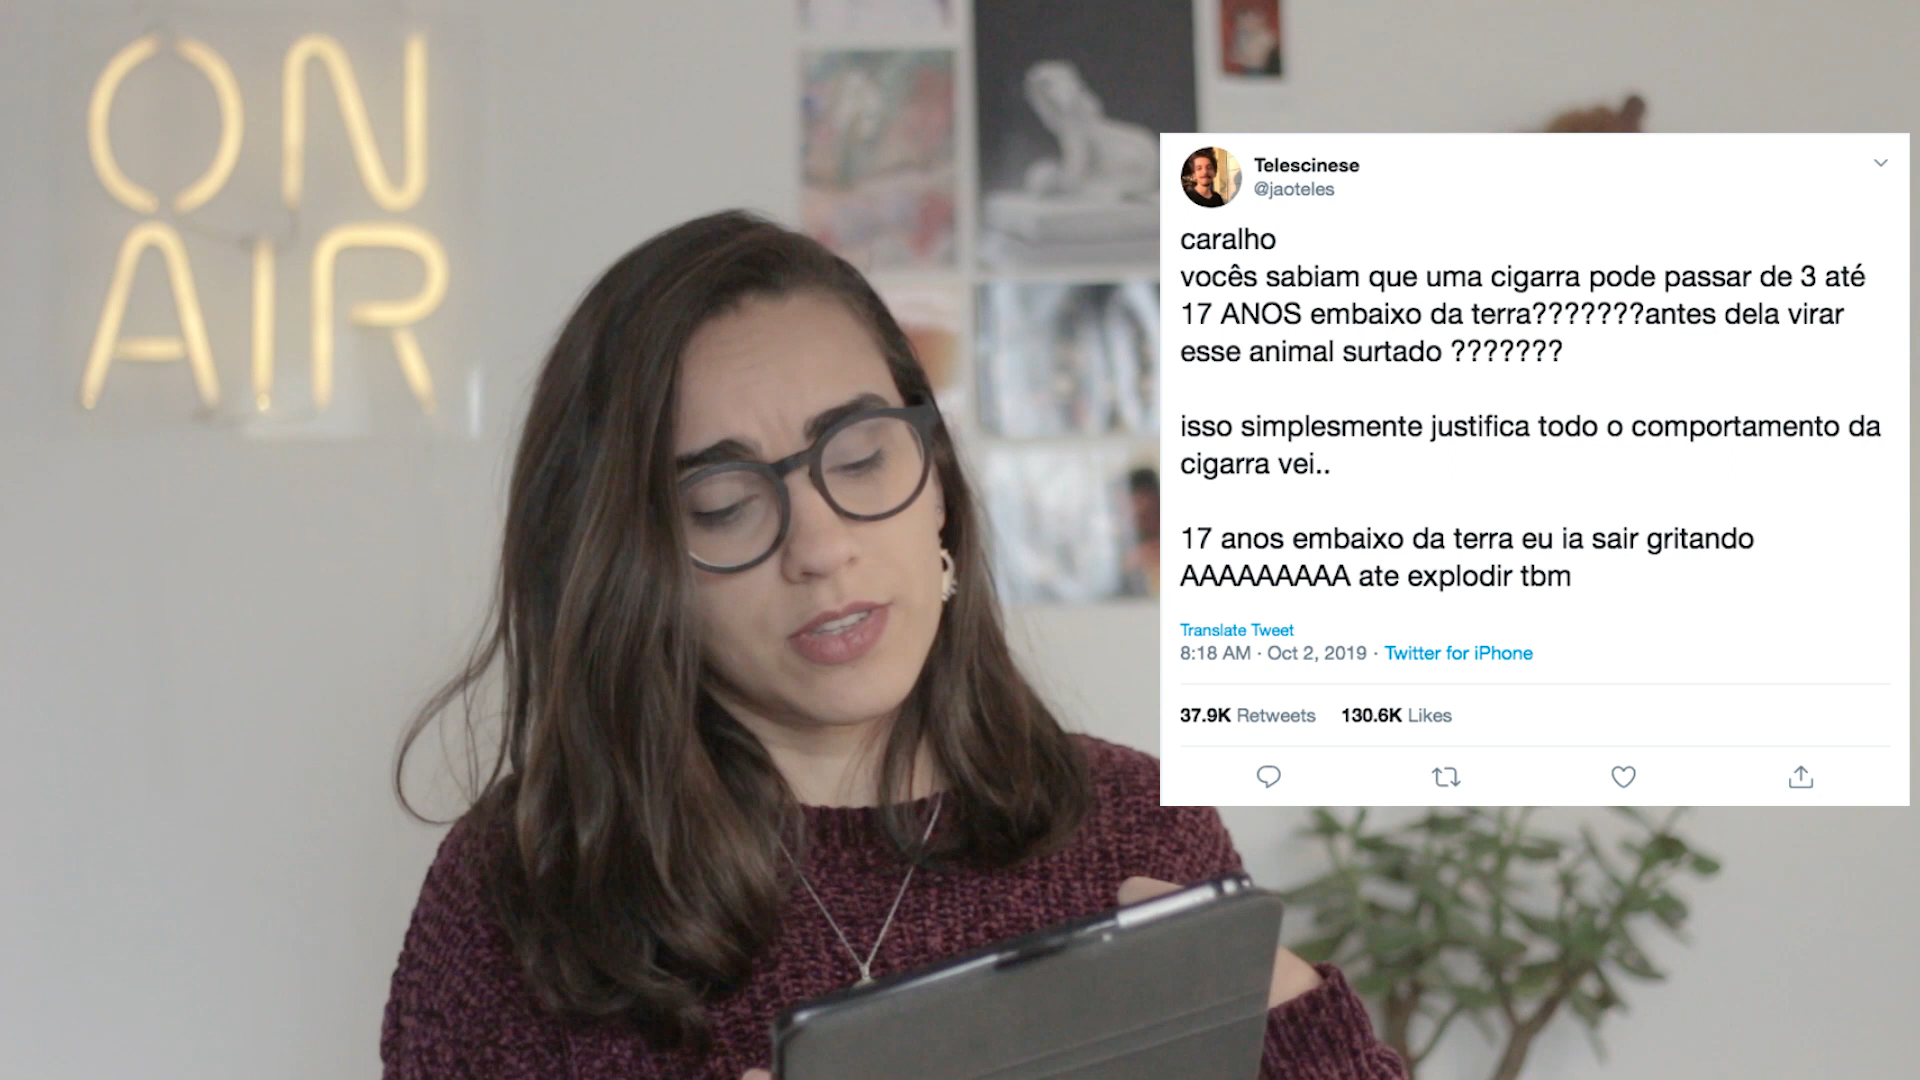 ON
AIR
Telescinese
@jaoteles
caralho
vocês sabiam que uma cigarra pode passar de 3 até
17 ANOS embaixo da terra???????antes dela virar
esse animal surtado ???????
isso simplesmente justifica todo o comportamento da
cigarra vei..
17 anos embaixo da terra eu ia sair gritando
AAAAAAAAA ate explodir tbm
Translate Tweet
8:18 AM · Oct 2, 2019 · Twitter for iPhone
37.9K Retweets 130.6K Likes